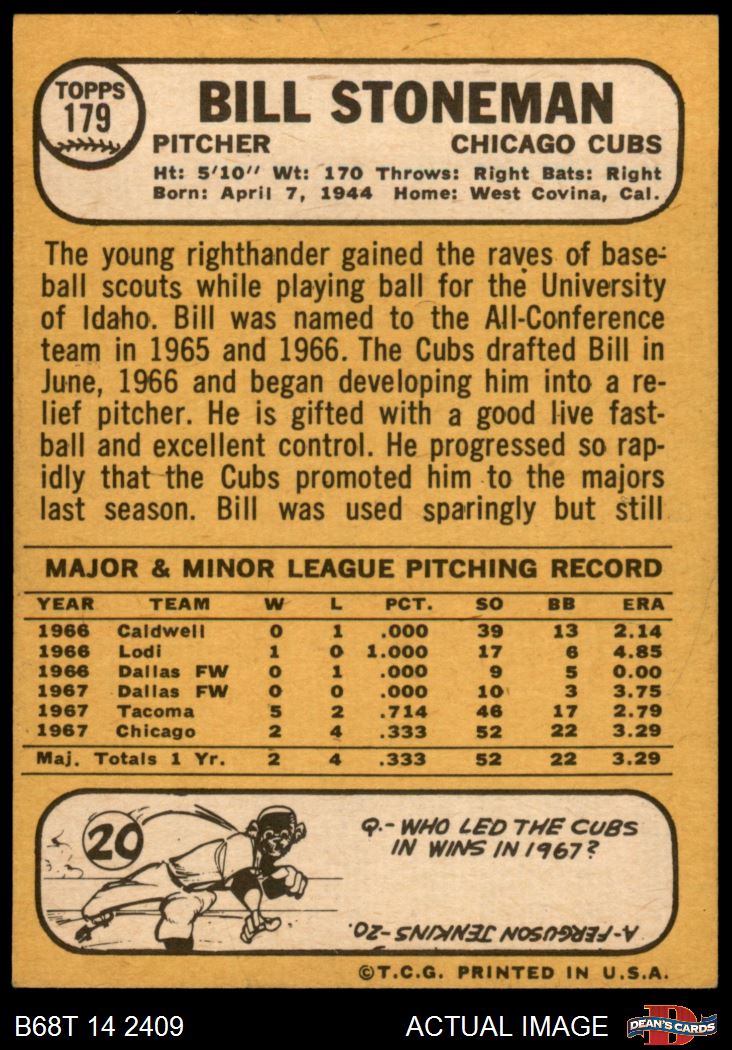 TOPPS
179
BILL STONEMAN
PITCHER CHICAGO CUBS
Ht: 5'10'' Wt: 170 Throws: Right Bats: Right
Born: April 7, 1944 Home: West Covina, Cal.
The young righthander gained the raves of base-
ball scouts while playing ball for the University
of Idaho. Bill was named to the All-Conference
team in 1965 and 1966. The Cubs drafted Bill in
June, 1966 and began developing him into a re-
lief pitcher. He is gifted with a good live fast-
ball and excellent control. He progressed so rap-
idly that the Cubs promoted him to the majors
last season. Bill was used sparingly but still
MAJOR & MINOR LEAGUE PITCHING RECORD
YEAR TEAM W L PCT. SO BB ERA
1966 Caldwell 0 1 .000 39 13 2.14
1966 Lodi 1 0 1.000 17 6 4.85
1966 Dallas FW 0 1 .000 9 5 0.00
1967 Dallas FW 0 0 .000 10 3 3.75
1967 Tacoma 5 2 .714 46 17 2.79
1967 Chicago 2 4 .333 52 22 3.29
Maj. Totals 1 Yr. 2 4 .333 52 22 3.29
20
Q.- WHO LED THE CUBS
IN WINS IN 1967?
A-FERGUSON JENKINS-20.
©T.C.G. PRINTED IN U.S.A.
B68T 14 2409 ACTUAL IMAGE
D
DEAN'S CARDS